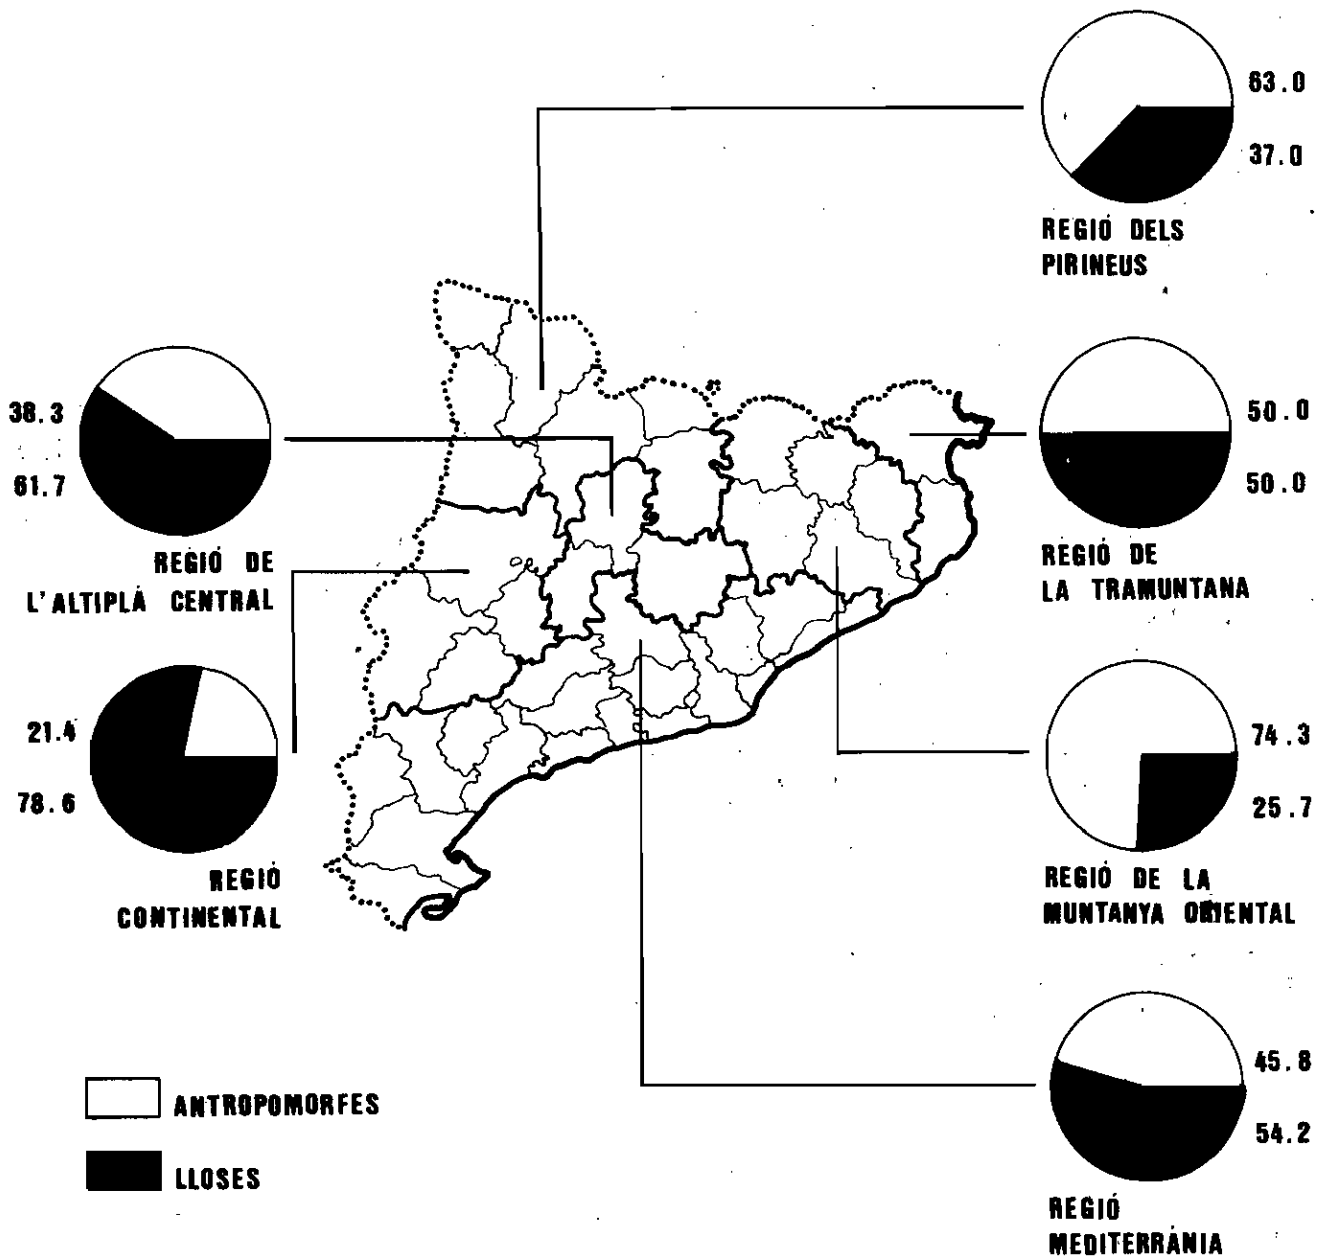 63.0
37.0
REGIÓ DELS
PIRINEUS
38.3
61.7
REGIÓ DE
L'ALTIPLÀ CENTRAL
50.0
50.0
REGIÓ DE
LA TRAMUNTANA
21.4
78.6
REGIÓ
CONTINENTAL
74.3
25.7
REGIÓ DE LA
MUNTANYA ORIENTAL
45.8
54.2
REGIÓ
MEDITERRÀNIA
ANTROPOMORFES
LLOSES